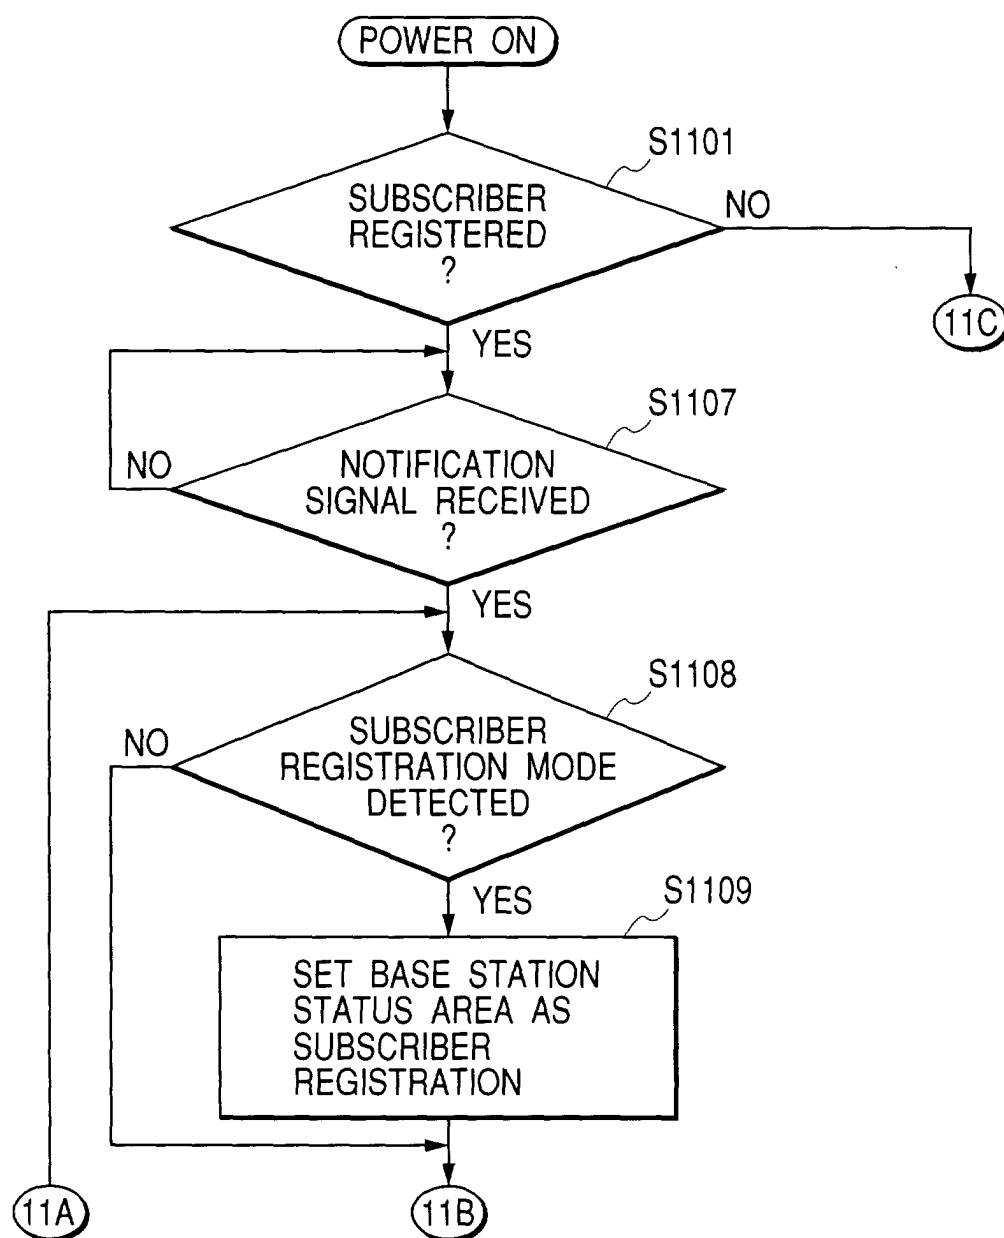 POWER ON
S1101
SUBSCRIBER
REGISTERED
?
NO
11C
YES
S1107
NOTIFICATION
SIGNAL RECEIVED
?
NO
YES
S1108
SUBSCRIBER
REGISTRATION MODE
DETECTED
?
NO
YES
S1109
SET BASE STATION
STATUS AREA AS
SUBSCRIBER
REGISTRATION
11A
11B